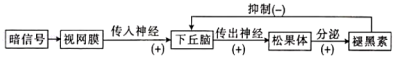 抑制(-)
暗信号 视网膜 传入神经 下丘脑 传出神经 松果体 分泌 褪黑素
(+) (+) (+)